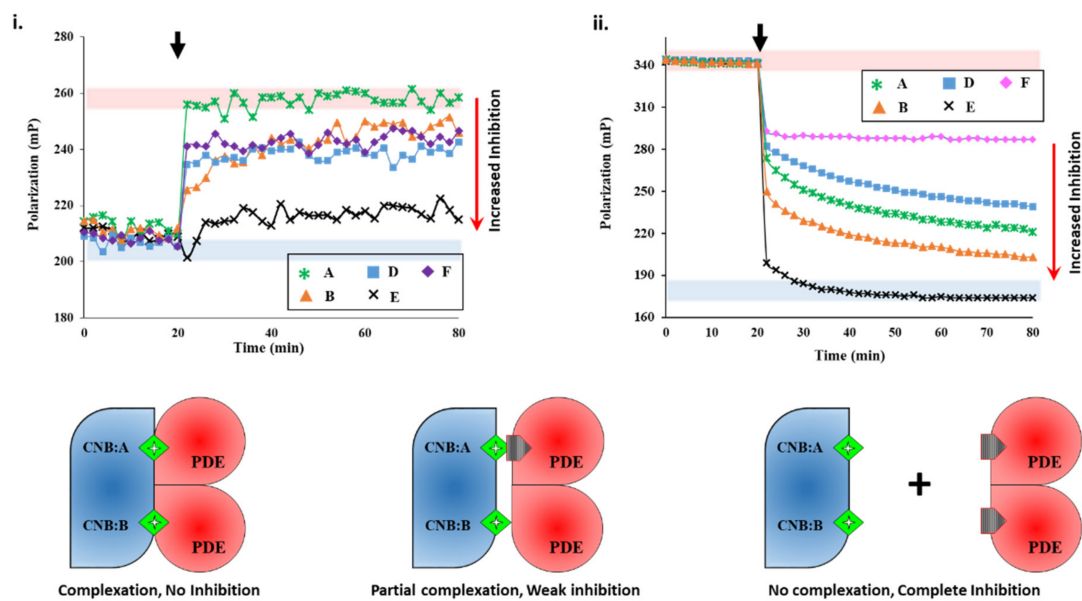 i.
280
260
240
220
200
180
Polarization (mP)
0 20 40 60 80
Time (min)
A D F
B E
Increased Inhibition
ii.
340
300
250
220
180
160
Polarization (mP)
0 10 20 30 40 50 60 70 80
Time (min)
A D F
B E
Increased Inhibition
CNB:A
PDE
CNB:B
PDE
Complexation, No Inhibition
CNB:A
PDE
CNB:B
PDE
Partial complexation, Weak inhibition
CNB:A
PDE
+
CNB:B
PDE
No complexation, Complete Inhibition